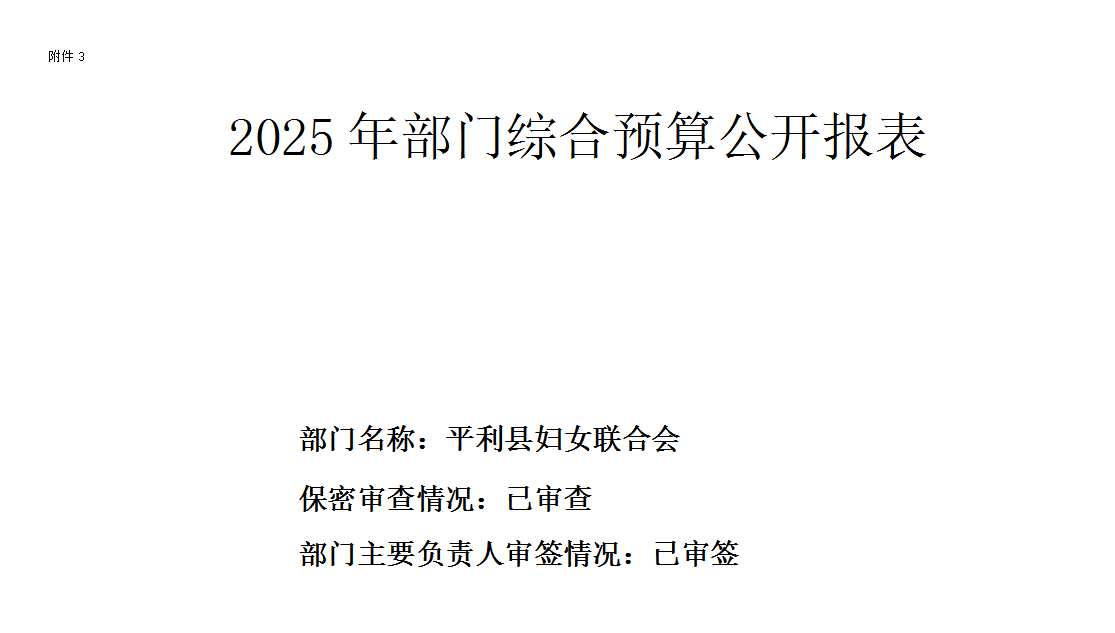 附件 3
2025 年部门综合预算公开报表
部门名称：平利县妇女联合会
保密审查情况：已审查
部门主要负责人审签情况：已审签